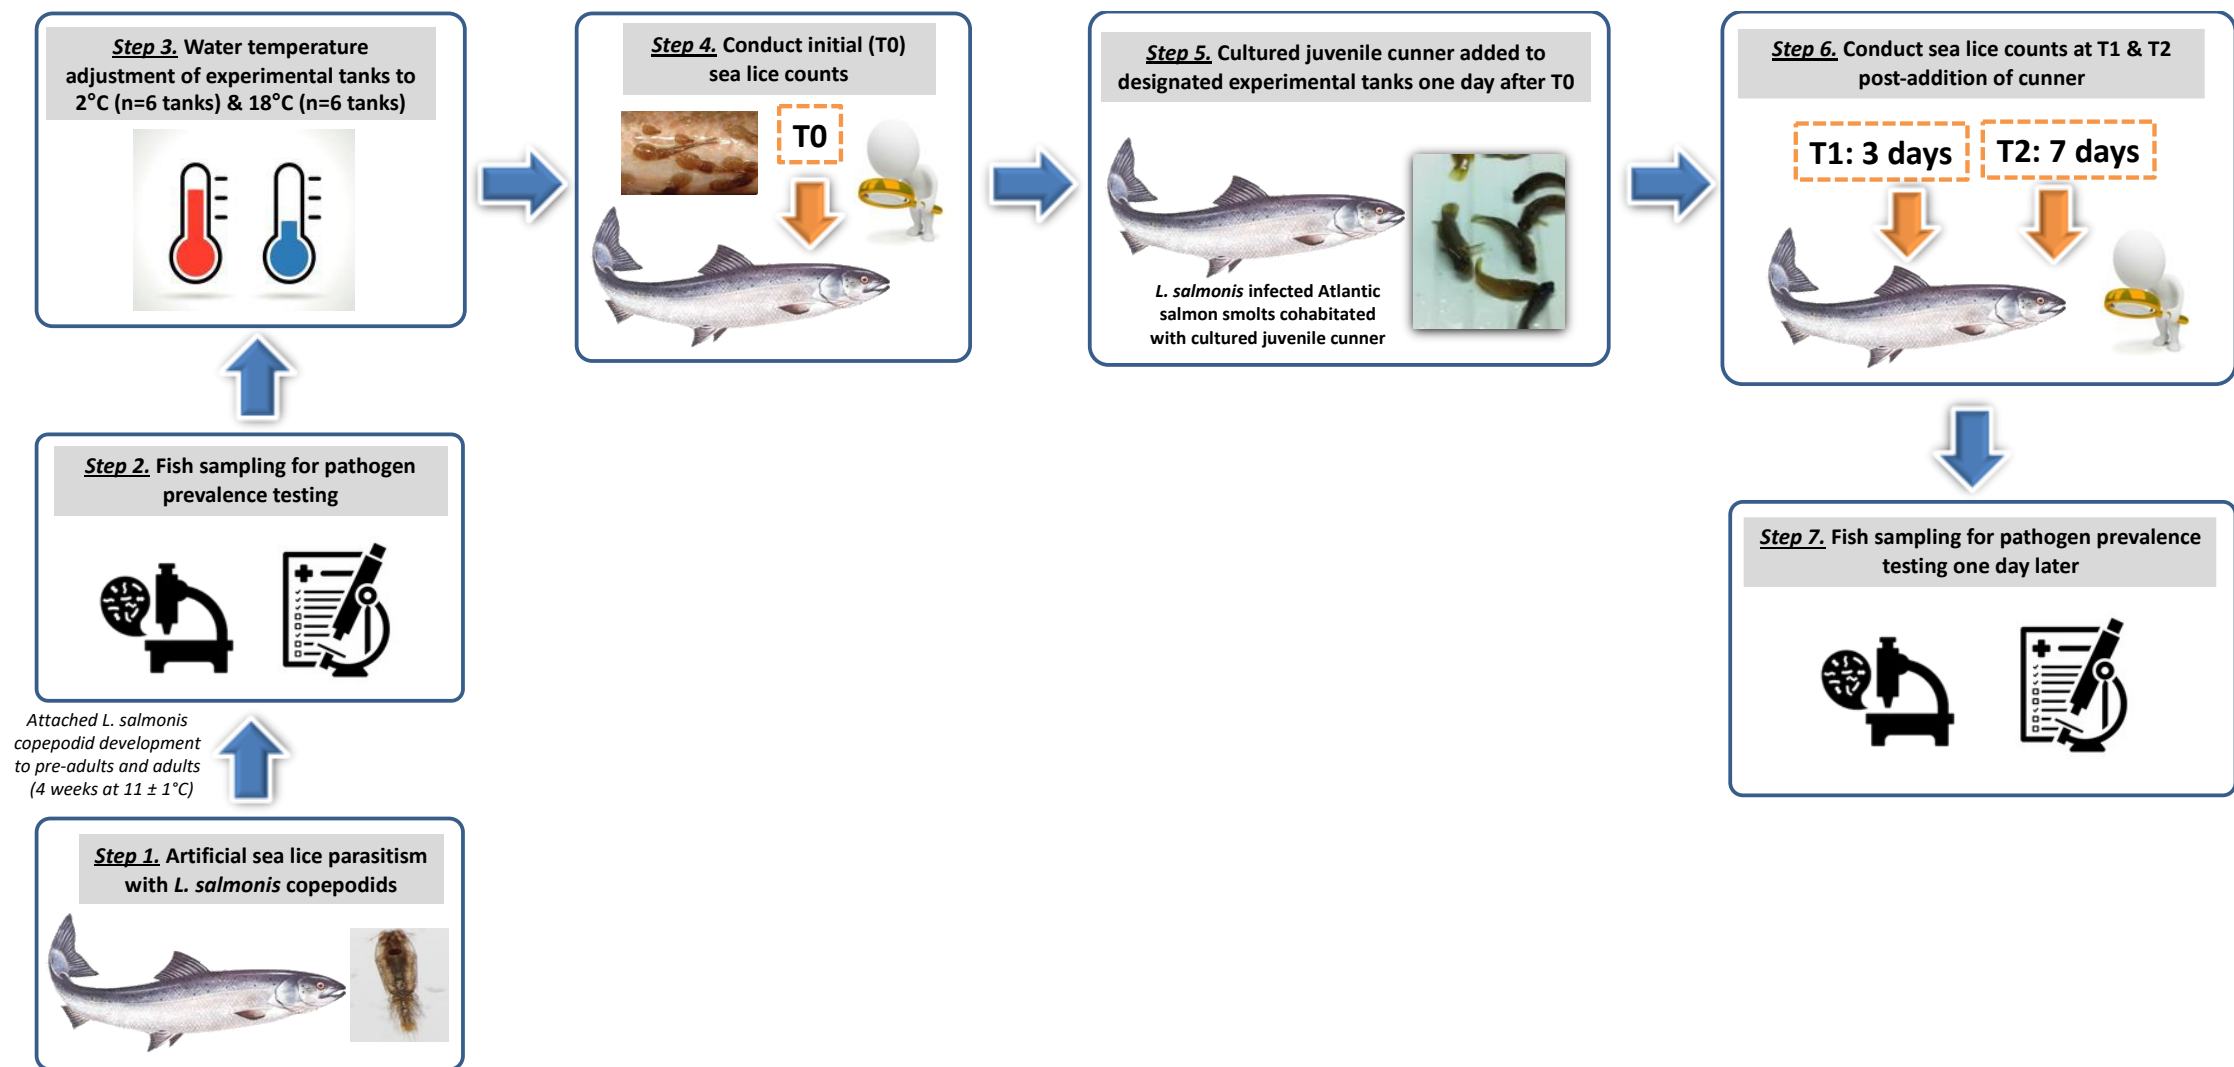 Step 3. Water temperature
adjustment of experimental tanks to
2°C (n=6 tanks) & 18°C (n=6 tanks)
Step 4. Conduct initial (T0)
sea lice counts
T0
Step 5. Cultured juvenile cunner added to
designated experimental tanks one day after T0
L. salmonis infected Atlantic
salmon smolts cohabitated
with cultured juvenile cunner
Step 6. Conduct sea lice counts at T1 & T2
post-addition of cunner
T1: 3 days
T2: 7 days
Step 2. Fish sampling for pathogen
prevalence testing
Step 7. Fish sampling for pathogen prevalence
testing one day later
Attached L. salmonis
copepodid development
to pre-adults and adults
(4 weeks at 11 ± 1°C)
Step 1. Artificial sea lice parasitism
with L. salmonis copepodids